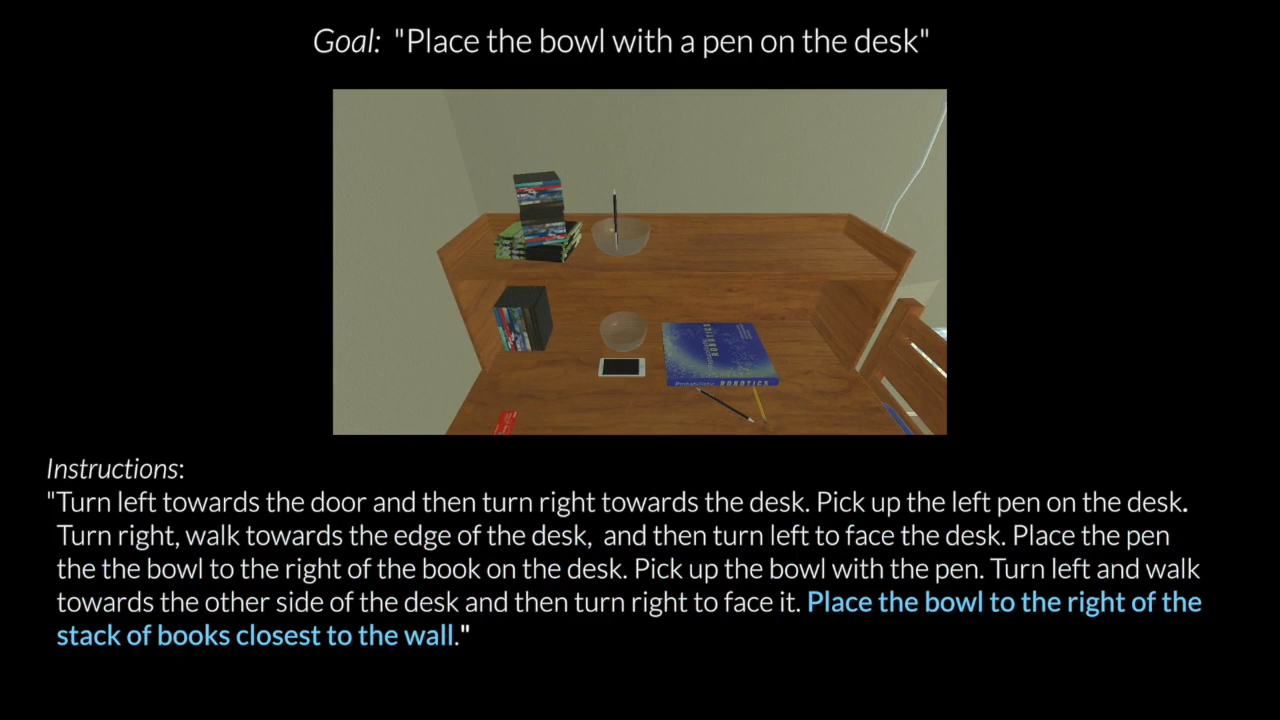 Goal: "Place the bowl with a pen on the desk"
ROBOTICS
Probabilistic ROBOTICS
Instructions:
"Turn left towards the door and then turn right towards the desk. Pick up the left pen on the desk.
Turn right, walk towards the edge of the desk, and then turn left to face the desk. Place the pen
the the bowl to the right of the book on the desk. Pick up the bowl with the pen. Turn left and walk
towards the other side of the desk and then turn right to face it. Place the bowl to the right of the
stack of books closest to the wall."